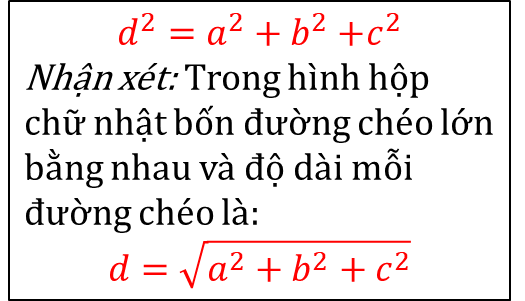 d² = a² + b² +c²
Nhận xét: Trong hình hộp
chữ nhật bốn đường chéo lớn
bằng nhau và độ dài mỗi
đường chéo là:
d = √(a² + b² + c²)